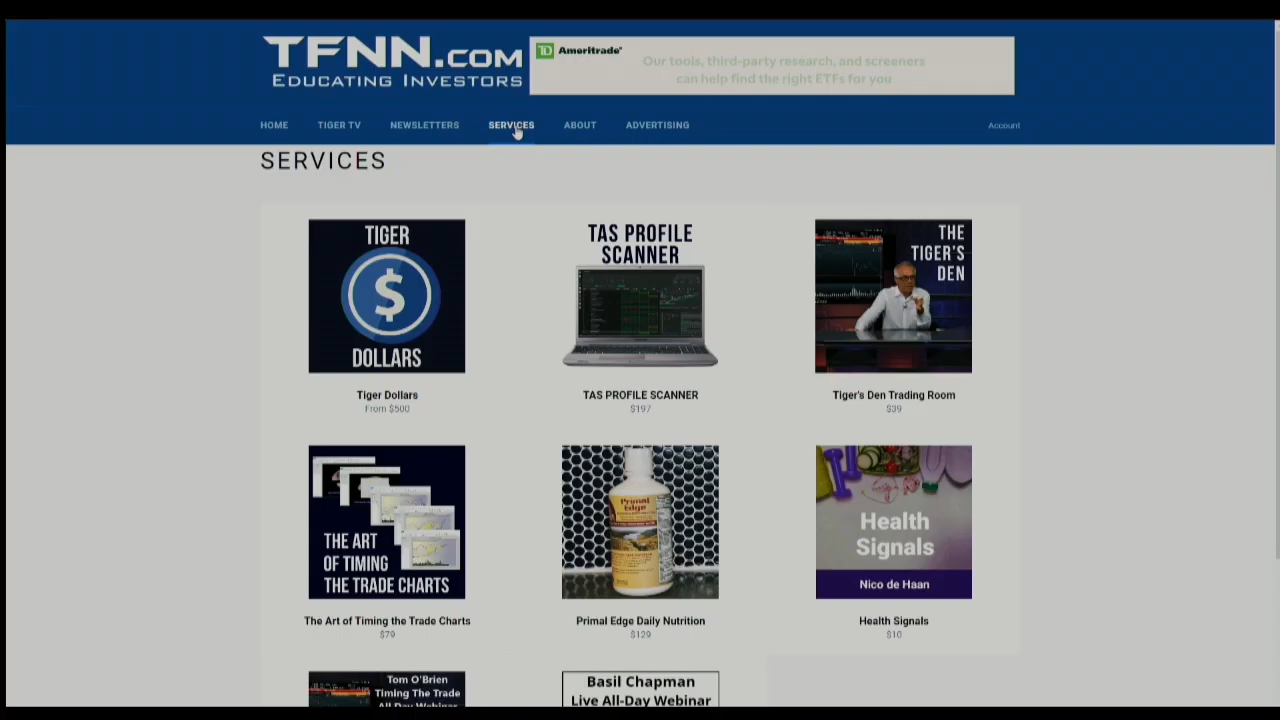 TFNN.COM
EDUCATING INVESTORS
TD Ameritrade
Our tools, third-party research, and screeners
can help find the right ETFs for you
HOME TIGER TV NEWSLETTERS SERVICES ABOUT ADVERTISING Account
SERVICES
TIGER
$
DOLLARS
TAS PROFILE
SCANNER
THE
TIGER'S
DEN
Tiger Dollars
From $500
TAS PROFILE SCANNER
$197
Tiger's Den Trading Room
$39
THE ART
OF TIMING
THE TRADE CHARTS
Primal
Edge
Health
Signals
Nico de Haan
The Art of Timing the Trade Charts
$79
Primal Edge Daily Nutrition
$129
Health Signals
$10
Tom O'Brien
Timing The Trade
All-Day Webinar
Basil Chapman
Live All-Day Webinar